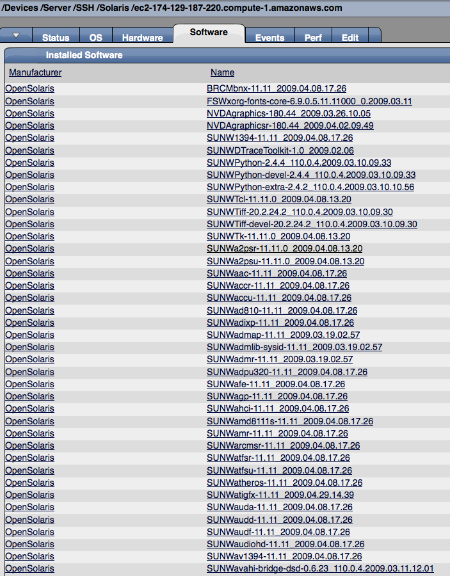 /Devices /Server /SSH /Solaris /ec2-174-129-187-220.compute-1.amazonaws.com
Status OS Hardware Software Events Perf Edit
Installed Software
Manufacturer Name
OpenSolaris BRCMbnx-11.11_2009.04.08.17.26
OpenSolaris FSWxorg-fonts-core-6.9.0.5.11.11000_0.2009.03.11
OpenSolaris NVDAgraphics-180.44_2009.03.26.10.05
OpenSolaris NVDAgraphicsr-180.44_2009.04.02.09.49
OpenSolaris SUNW1394-11.11_2009.04.08.17.26
OpenSolaris SUNWDTraceToolkit-1.0_2009.02.06
OpenSolaris SUNWPython-2.4.4_110.0.4.2009.03.10.09.33
OpenSolaris SUNWPython-devel-2.4.4_110.0.4.2009.03.10.09.33
OpenSolaris SUNWPython-extra-2.4.2_110.0.4.2009.03.10.10.56
OpenSolaris SUNWTcl-11.11.0_2009.04.08.13.20
OpenSolaris SUNWTiff-20.2.24.2_110.0.4.2009.03.10.09.30
OpenSolaris SUNWTiff-devel-20.2.24.2_110.0.4.2009.03.10.09.30
OpenSolaris SUNWTk-11.11.0_2009.04.08.13.20
OpenSolaris SUNWa2psr-11.11.0_2009.04.08.13.20
OpenSolaris SUNWa2psu-11.11.0_2009.04.08.13.20
OpenSolaris SUNWaac-11.11_2009.04.08.17.26
OpenSolaris SUNWaccr-11.11_2009.04.08.17.26
OpenSolaris SUNWaccu-11.11_2009.04.08.17.26
OpenSolaris SUNWad810-11.11_2009.04.08.17.26
OpenSolaris SUNWadixp-11.11_2009.04.08.17.26
OpenSolaris SUNWadmap-11.11_2009.03.19.02.57
OpenSolaris SUNWadmlib-sysid-11.11_2009.03.19.02.57
OpenSolaris SUNWadmr-11.11_2009.03.19.02.57
OpenSolaris SUNWadpu320-11.11_2009.04.08.17.26
OpenSolaris SUNWafe-11.11_2009.04.08.17.26
OpenSolaris SUNWagp-11.11_2009.04.08.17.26
OpenSolaris SUNWahci-11.11_2009.04.08.17.26
OpenSolaris SUNWamd8111s-11.11_2009.04.08.17.26
OpenSolaris SUNWamr-11.11_2009.04.08.17.26
OpenSolaris SUNWarcmsr-11.11_2009.04.08.17.26
OpenSolaris SUNWatfsr-11.11_2009.04.08.17.26
OpenSolaris SUNWatfsu-11.11_2009.04.08.17.26
OpenSolaris SUNWatheros-11.11_2009.04.08.17.26
OpenSolaris SUNWatigfx-11.11_2009.04.29.14.39
OpenSolaris SUNWauda-11.11_2009.04.08.17.26
OpenSolaris SUNWaudd-11.11_2009.04.08.17.26
OpenSolaris SUNWaudf-11.11_2009.04.08.17.26
OpenSolaris SUNWaudiohd-11.11_2009.04.08.17.26
OpenSolaris SUNWav1394-11.11_2009.04.08.17.26
OpenSolaris SUNWavahi-bridge-dsd-0.6.23_110.0.4.2009.03.11.12.01